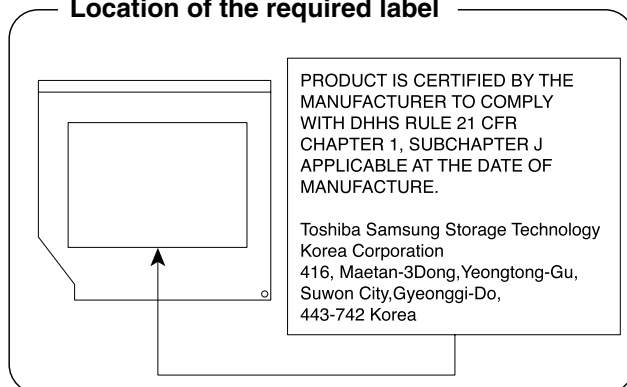 Location of the required label
PRODUCT IS CERTIFIED BY THE
MANUFACTURER TO COMPLY
WITH DHHS RULE 21 CFR
CHAPTER 1, SUBCHAPTER J
APPLICABLE AT THE DATE OF
MANUFACTURE.
Toshiba Samsung Storage Technology
Korea Corporation
416, Maetan-3Dong,Yeongtong-Gu,
Suwon City,Gyeonggi-Do,
443-742 Korea